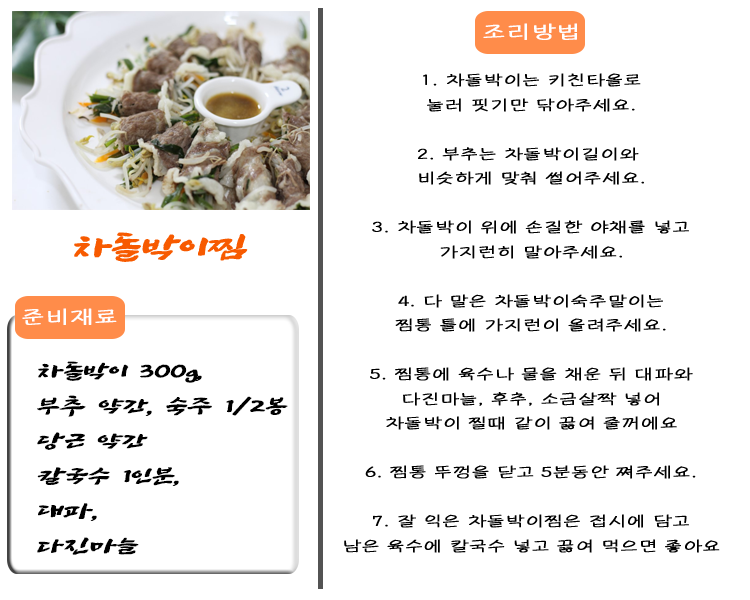 차돌박이찜
준비재료
차돌박이 300g,
부추 약간, 숙주 1/2봉
당근 약간
칼국수 1인분,
대파,
다진마늘
조리방법
1. 차돌박이는 키친타올로
눌러 핏기만 닦아주세요.
2. 부추는 차돌박이길이와
비슷하게 맞춰 썰어주세요.
3. 차돌박이 위에 손질한 야채를 넣고
가지런히 말아주세요.
4. 다 말은 차돌박이숙주말이는
찜통 틀에 가지런이 올려주세요.
5. 찜통에 육수나 물을 채운 뒤 대파와
다진마늘, 후추, 소금살짝 넣어
차돌박이 찔때 같이 끓여 줄꺼에요
6. 찜통 뚜껑을 닫고 5분동안 쪄주세요.
7. 잘 익은 차돌박이찜은 접시에 담고
남은 육수에 칼국수 넣고 끓여 먹으면 좋아요